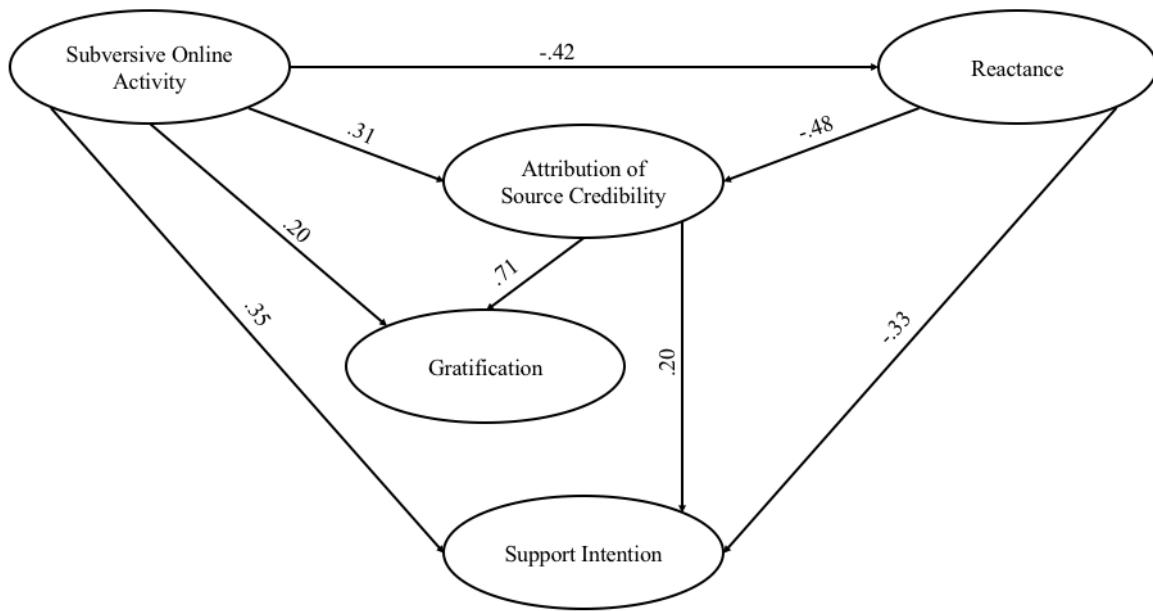 Subversive Online
Activity
-.42
Reactance
.31
-.48
Attribution of
Source Credibility
.20
.71
.35
-.33
.20
Gratification
Support Intention